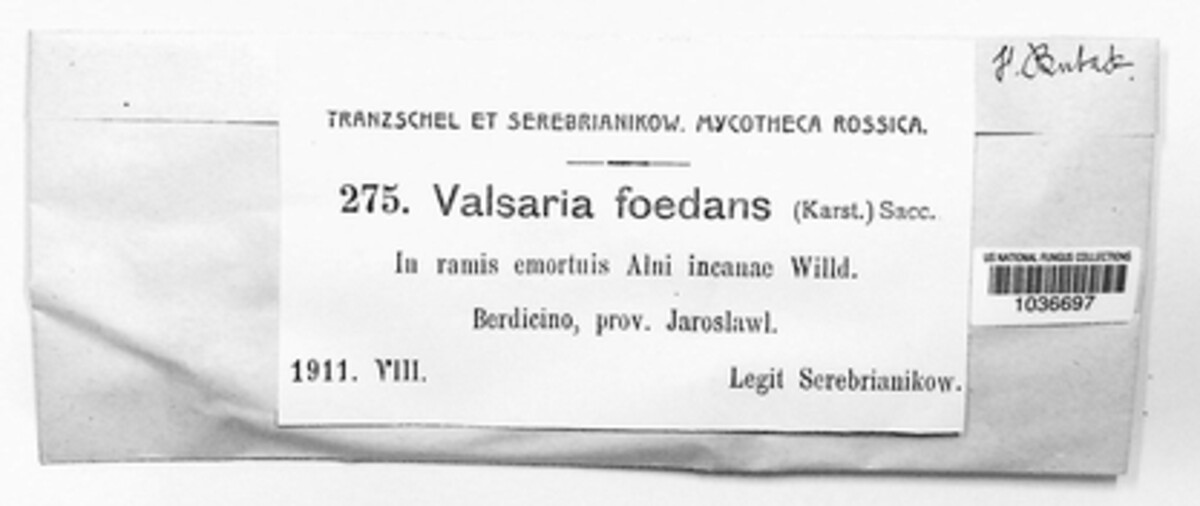 TRANZSCHEL ET SEREBRIANIKOW. MYCOTHECA ROSSICA.
275. Valsaria foedans (Karst.) Sacc.
In ramis emortuis Alni incanae Willd.
Berdicino, prov. Jaroslawl.
1911. VIII.
Legit Serebrianikow.
US NATIONAL FUNGUS COLLECTIONS
1036697